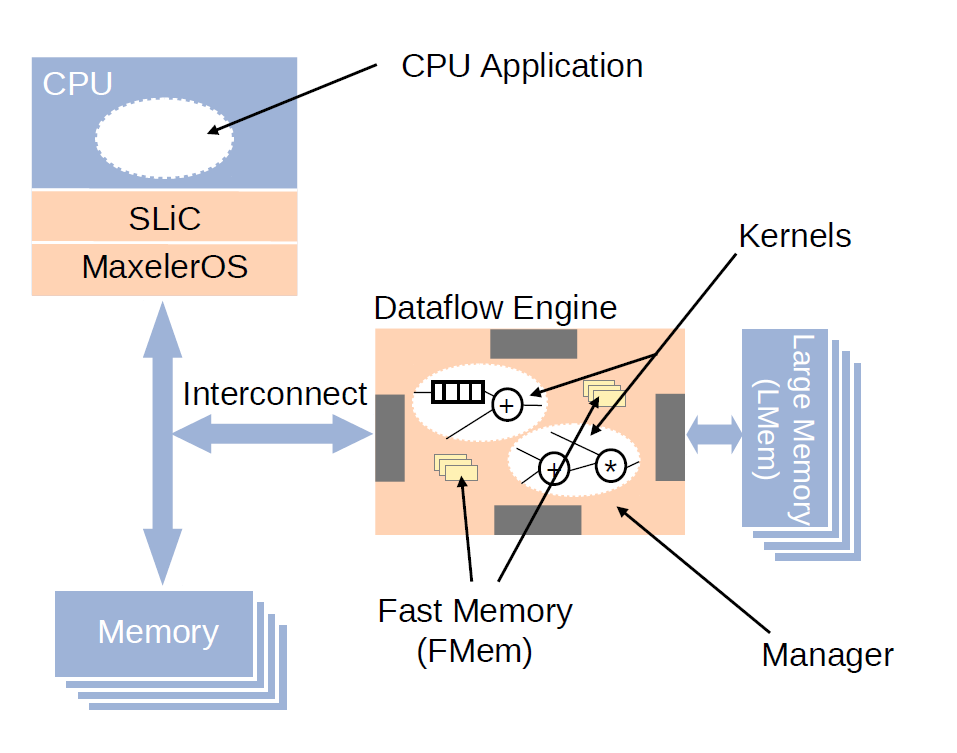 CPU Application
CPU
SLiC
MaxelerOS
Kernels
Dataflow Engine
Interconnect
+
+
*
Large Memory
(LMem)
Fast Memory
(FMem)
Memory
Manager